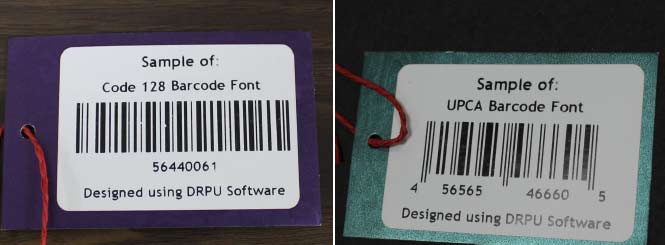 Sample of:
Code 128 Barcode Font
56440061
Designed using DRPU Software
Sample of:
UPCA Barcode Font
4 56565 46660 5
Designed using DRPU Software